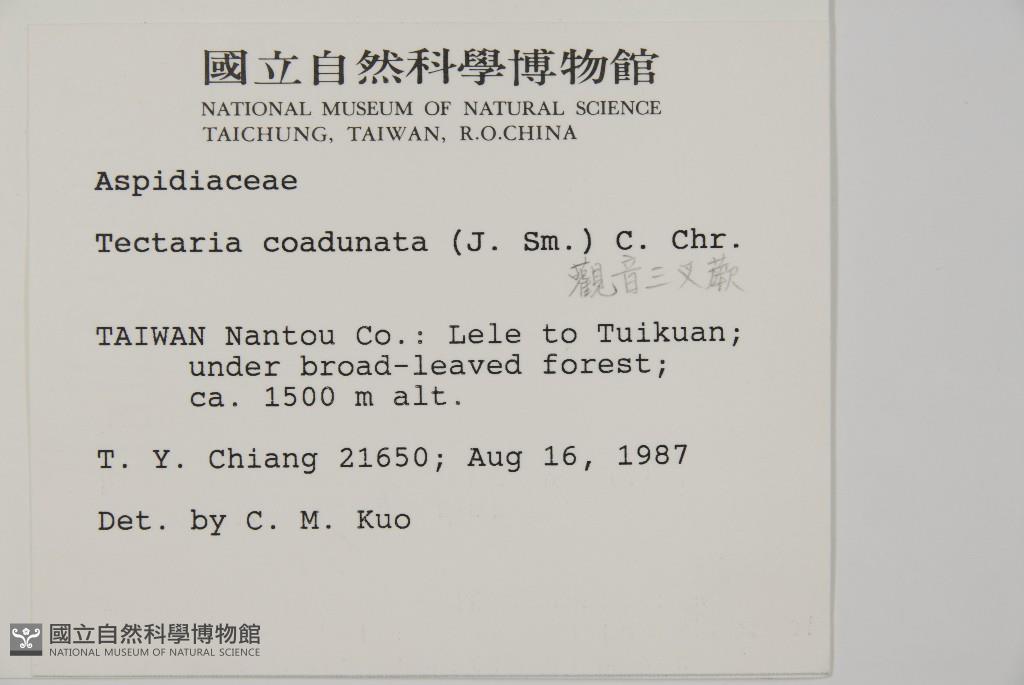 國立自然科學博物館
NATIONAL MUSEUM OF NATURAL SCIENCE
TAICHUNG, TAIWAN, R.O.CHINA
Aspidiaceae
Tectaria coadunata (J. Sm.) C. Chr.
觀音三叉蕨
TAIWAN Nantou Co.: Lele to Tuikuan;
under broad-leaved forest;
ca. 1500 m alt.
T. Y. Chiang 21650; Aug 16, 1987
Det. by C. M. Kuo
國立自然科學博物館
NATIONAL MUSEUM OF NATURAL SCIENCE